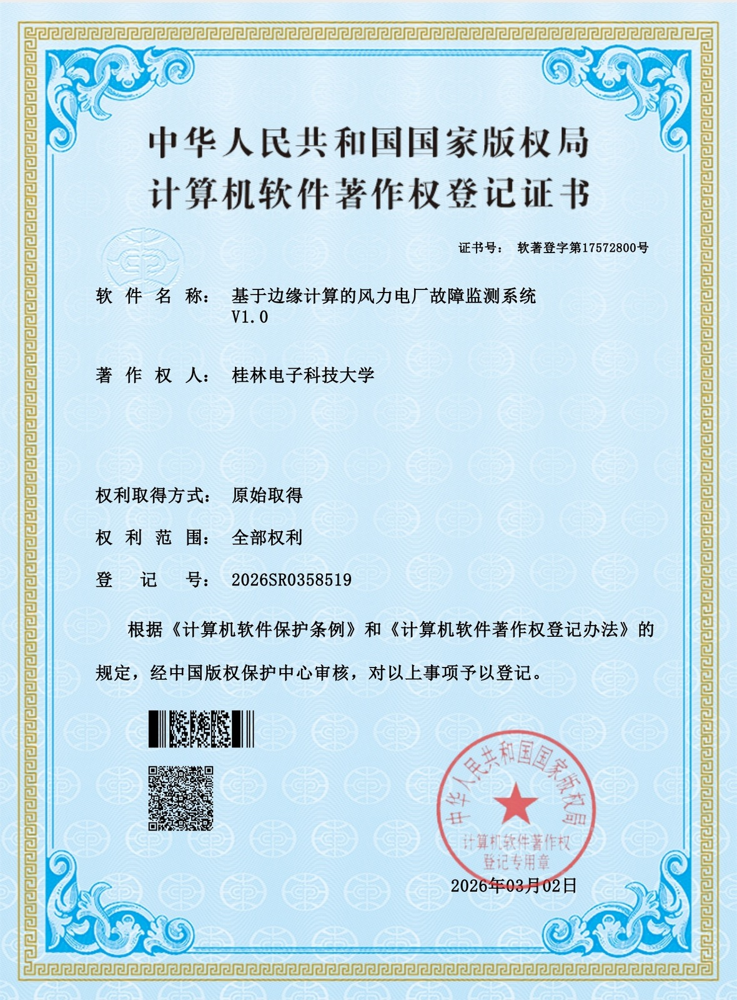 中华人民共和国国家版权局
计算机软件著作权登记证书
证书号： 软著登字第17572800号
软件名称： 基于边缘计算的风力电厂故障监测系统
V1.0
著作权人： 桂林电子科技大学
权利取得方式： 原始取得
权利范围： 全部权利
登记号： 2026SR0358519
根据《计算机软件保护条例》和《计算机软件著作权登记办法》的
规定，经中国版权保护中心审核，对以上事项予以登记。
中华人民共和国国家版权局
计算机软件著作权
登记专用章
2026年03月02日